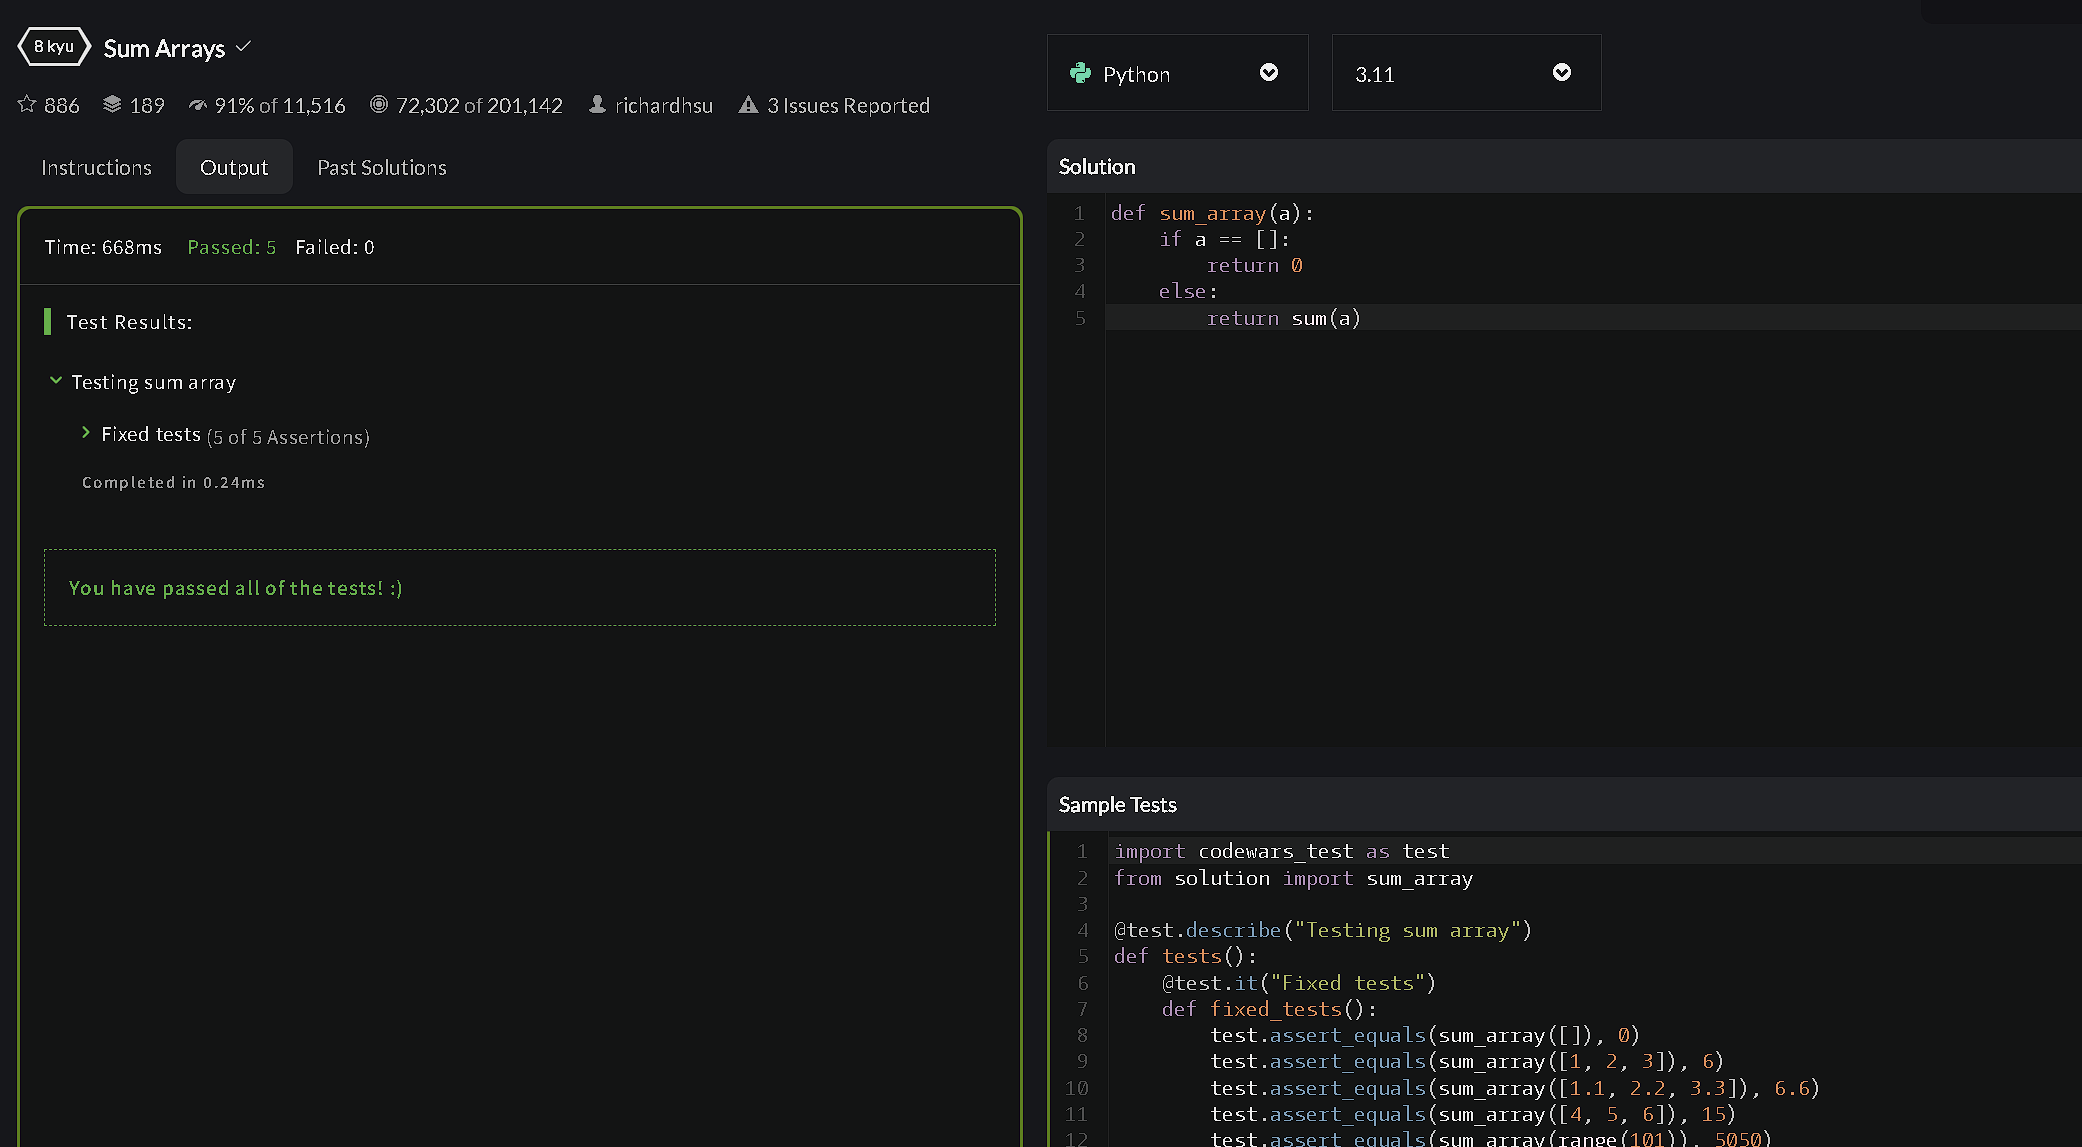 8 kyu Sum Arrays
886 189 91% of 11,516 72,302 of 201,142 richardhsu 3 Issues Reported
Instructions Output Past Solutions
Time: 668ms Passed: 5 Failed: 0
Test Results:
Testing sum array
Fixed tests (5 of 5 Assertions)
Completed in 0.24ms
You have passed all of the tests! :)
Python 3.11
Solution
1 def sum_array(a):
2     if a == []:
3         return 0
4     else:
5         return sum(a)
Sample Tests
1 import codewars_test as test
2 from solution import sum_array
3
4 @test.describe("Testing sum array")
5 def tests():
6     @test.it("Fixed tests")
7     def fixed_tests():
8         test.assert_equals(sum_array([]), 0)
9         test.assert_equals(sum_array([1, 2, 3]), 6)
10         test.assert_equals(sum_array([1.1, 2.2, 3.3]), 6.6)
11         test.assert_equals(sum_array([4, 5, 6]), 15)
12         test.assert_equals(sum_array(range(101)), 5050)